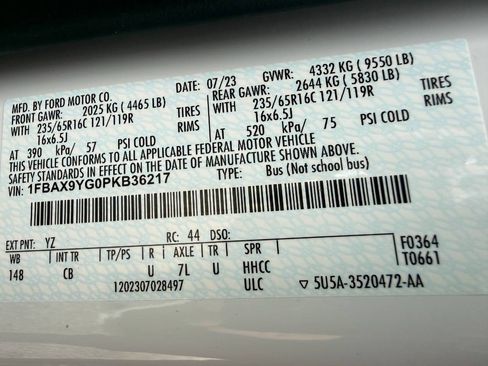 MFD. BY FORD MOTOR CO. DATE: 07/23 GVWR: 4332 KG ( 9550 LB)
FRONT GAWR: 2025 KG ( 4465 LB) REAR GAWR: 2644 KG ( 5830 LB)
WITH 235/65R16C 121/119R TIRES WITH 235/65R16C 121/119R TIRES
16x6.5J RIMS 16x6.5J RIMS
AT 390 kPa/ 57 PSI COLD AT 520 kPa/ 75 PSI COLD
THIS VEHICLE CONFORMS TO ALL APPLICABLE FEDERAL MOTOR VEHICLE
SAFETY STANDARDS IN EFFECT ON THE DATE OF MANUFACTURE SHOWN ABOVE.
VIN: 1FBAX9YG0PKB36217 TYPE: Bus (Not school bus)
F0364
T0661
EXT PNT: YZ RC: 44 DSO:
WB INT TR TP/PS R AXLE TR SPR
148 CB U 7L U HHCC
1202307028497 ULC ▽ 5U5A-3520472-AA